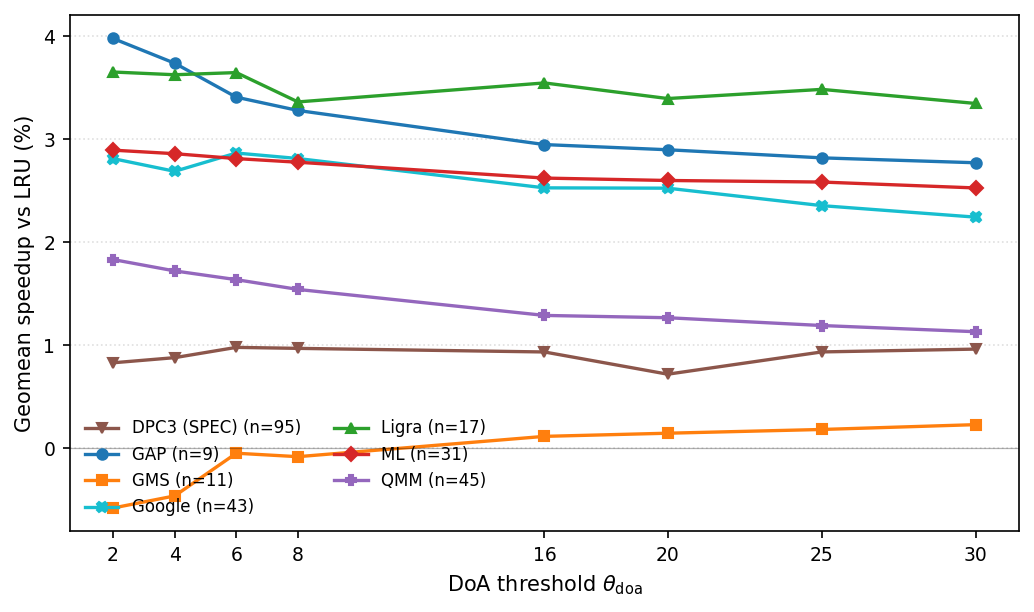 Geomean speedup vs LRU (%)
4
3
2
1
0
DPC3 (SPEC) (n=95)
GAP (n=9)
GMS (n=11)
Google (n=43)
Ligra (n=17)
ML (n=31)
QMM (n=45)
2 4 6 8 16 20 25 30
DoA threshold θdoa